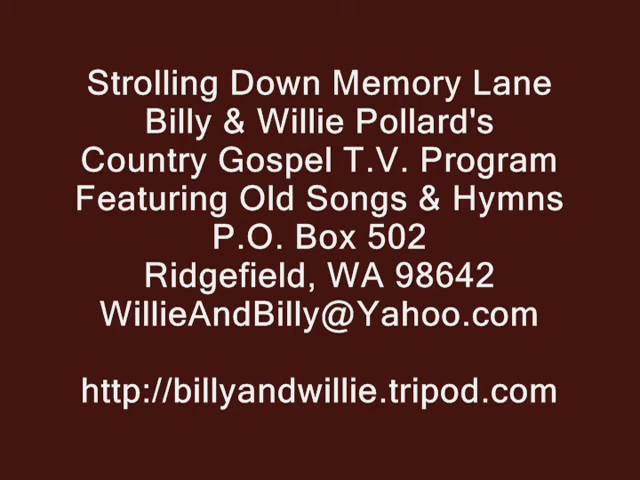 Strolling Down Memory Lane
Billy & Willie Pollard's
Country Gospel T.V. Program
Featuring Old Songs & Hymns
P.O. Box 502
Ridgefield, WA 98642
WillieAndBilly@Yahoo.com
http://billyandwillie.tripod.com